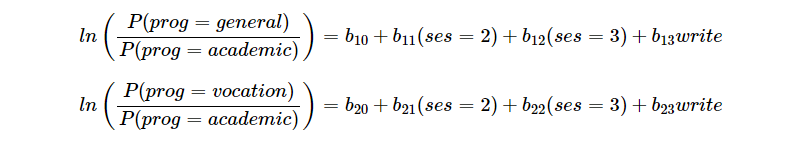 ln ( P(prog = general) / P(prog = academic) ) = b₁₀ + b₁₁(ses = 2) + b₁₂(ses = 3) + b₁₃write
ln ( P(prog = vocation) / P(prog = academic) ) = b₂₀ + b₂₁(ses = 2) + b₂₂(ses = 3) + b₂₃write